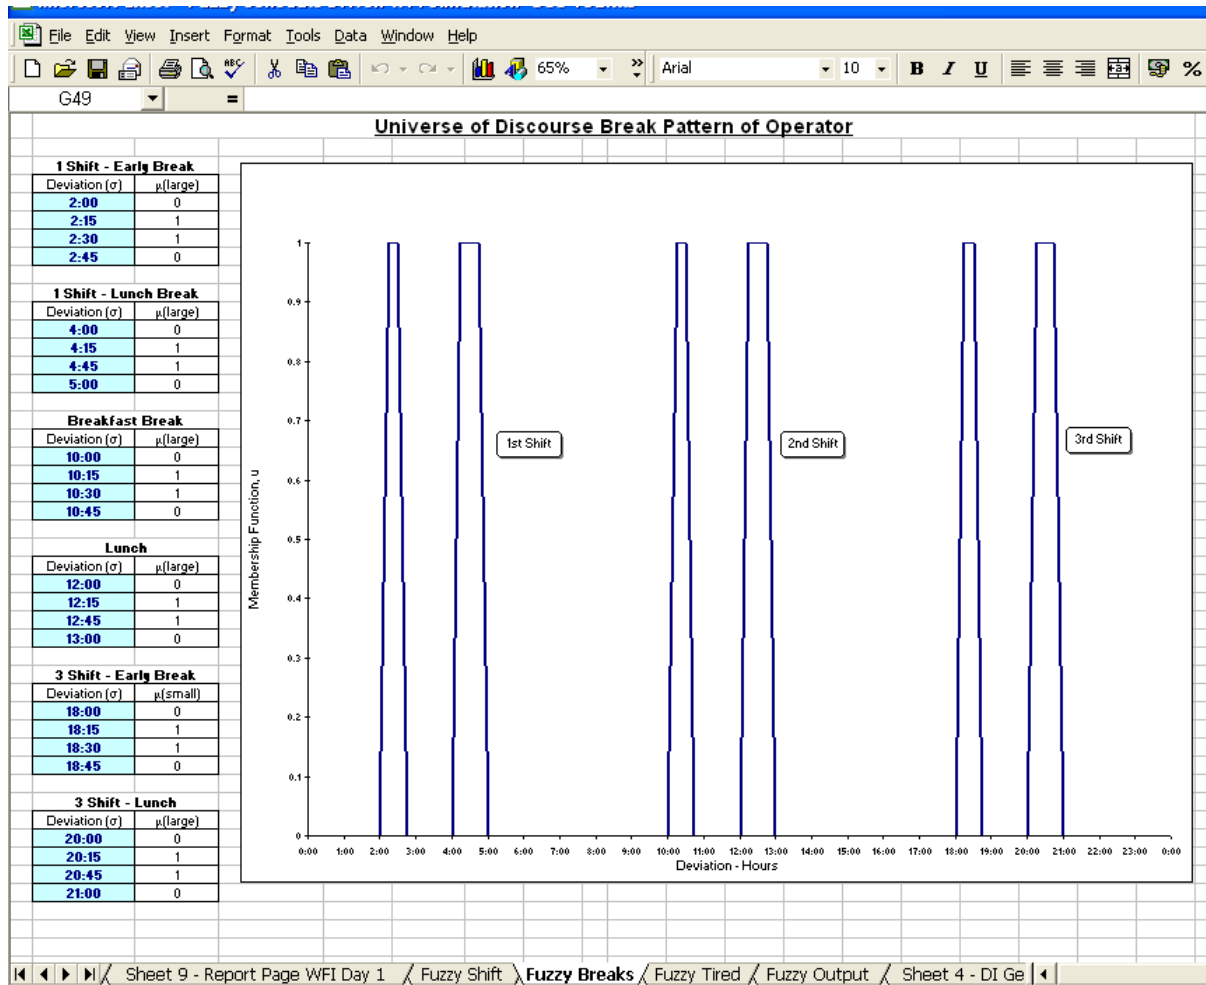 File Edit View Insert Format Tools Data Window Help
65% » Arial 10 B I U %
G49 =
Universe of Discourse Break Pattern of Operator
1 Shift - Early Break
Deviation (σ) μ(large)
2:00 0
2:15 1
2:30 1
2:45 0
1 Shift - Lunch Break
Deviation (σ) μ(large)
4:00 0
4:15 1
4:45 1
5:00 0
Breakfast Break
Deviation (σ) μ(large)
10:00 0
10:15 1
10:30 1
10:45 0
Lunch
Deviation (σ) μ(large)
12:00 0
12:15 1
12:45 1
13:00 0
3 Shift - Early Break
Deviation (σ) μ(small)
18:00 0
18:15 1
18:30 1
18:45 0
3 Shift - Lunch
Deviation (σ) μ(large)
20:00 0
20:15 1
20:45 1
21:00 0
Membership Function, u
1
0.9
0.8
0.7
0.6
0.5
0.4
0.3
0.2
0.1
0
1st Shift
2nd Shift
3rd Shift
0:00 1:00 2:00 3:00 4:00 5:00 6:00 7:00 8:00 9:00 10:00 11:00 12:00 13:00 14:00 15:00 16:00 17:00 18:00 19:00 20:00 21:00 22:00 23:00 0:00
Deviation - Hours
Sheet 9 - Report Page WFI Day 1 Fuzzy Shift Fuzzy Breaks Fuzzy Tired Fuzzy Output Sheet 4 - DI Ge